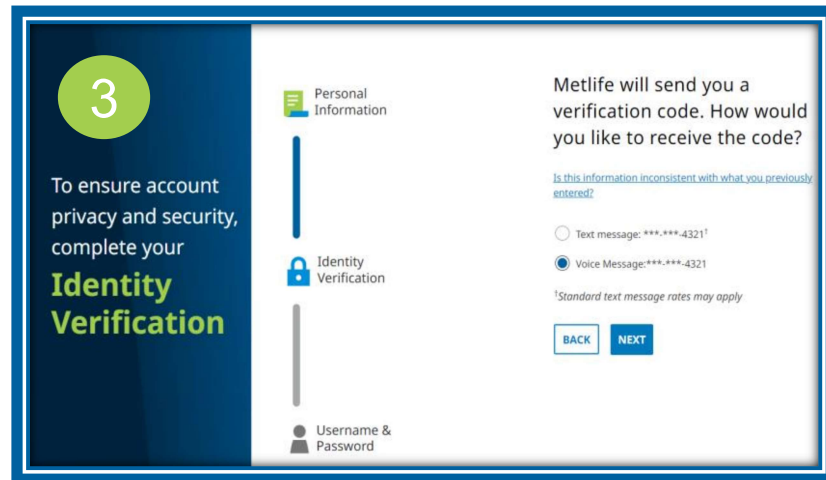 3
To ensure account
privacy and security,
complete your
Identity
Verification
Personal
Information
Identity
Verification
Username &
Password
Metlife will send you a
verification code. How would
you like to receive the code?
Is this information inconsistent with what you previously
entered?
Text message: ***-***-4321†
Voice Message:***-***-4321
†Standard text message rates may apply
BACK
NEXT